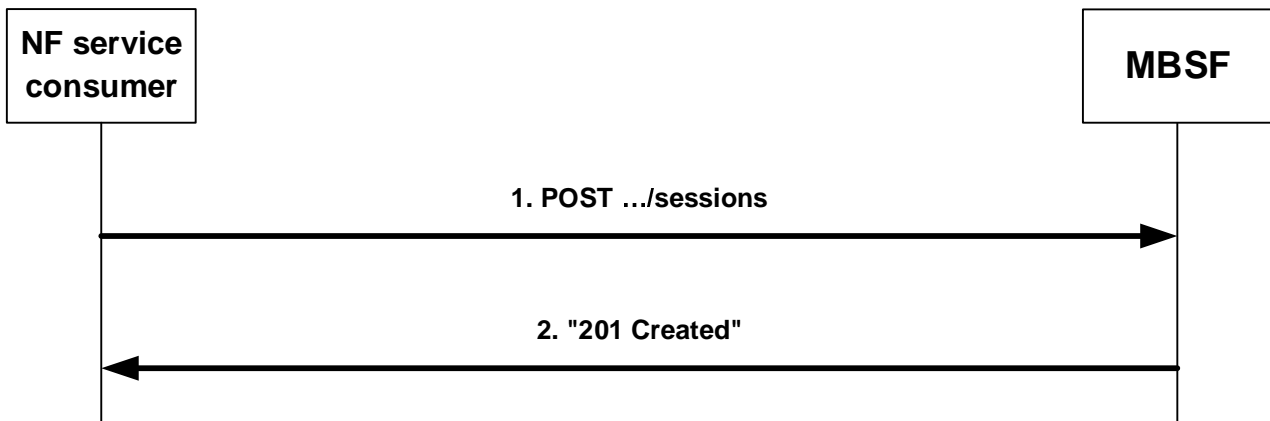 NF service
consumer
MBSF
1. POST …/sessions
2. "201 Created"